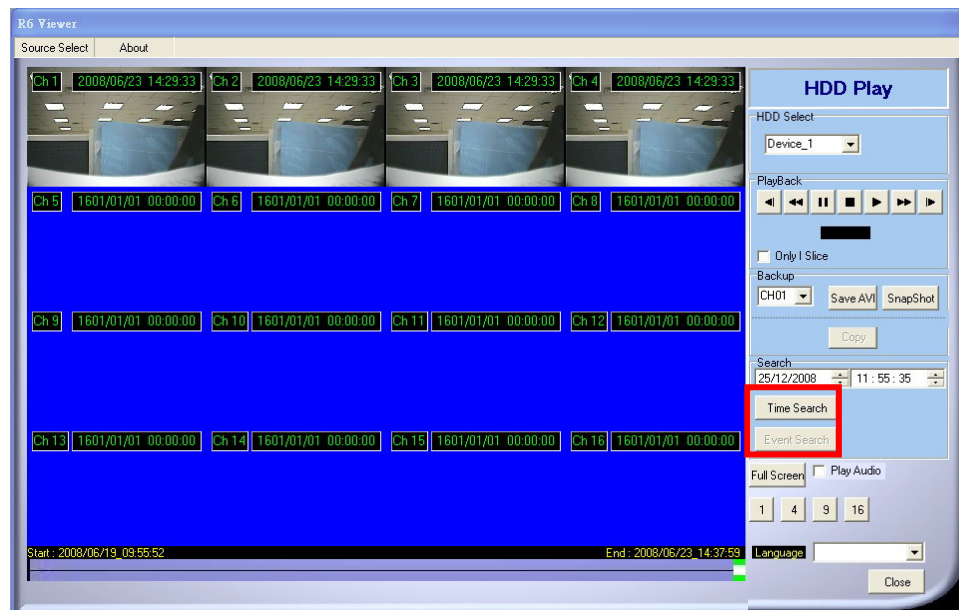 R6 Viewer
Source Select About
Ch 1 2008/06/23 14:29:33 Ch 2 2008/06/23 14:29:33 Ch 3 2008/06/23 14:29:33 Ch 4 2008/06/23 14:29:33
Ch 5 1601/01/01 00:00:00 Ch 6 1601/01/01 00:00:00 Ch 7 1601/01/01 00:00:00 Ch 8 1601/01/01 00:00:00
Ch 9 1601/01/01 00:00:00 Ch 10 1601/01/01 00:00:00 Ch 11 1601/01/01 00:00:00 Ch 12 1601/01/01 00:00:00
Ch 13 1601/01/01 00:00:00 Ch 14 1601/01/01 00:00:00 Ch 15 1601/01/01 00:00:00 Ch 16 1601/01/01 00:00:00
Start : 2008/06/19_09:55:52 End : 2008/06/23_14:37:59
HDD Play
HDD Select
Device_1
PlayBack
Only I Slice
Backup
CH01 Save AVI SnapShot
Copy
Search
25/12/2008 11 : 55 : 35
Time Search
Event Search
Full Screen Play Audio
1 4 9 16
Language
Close